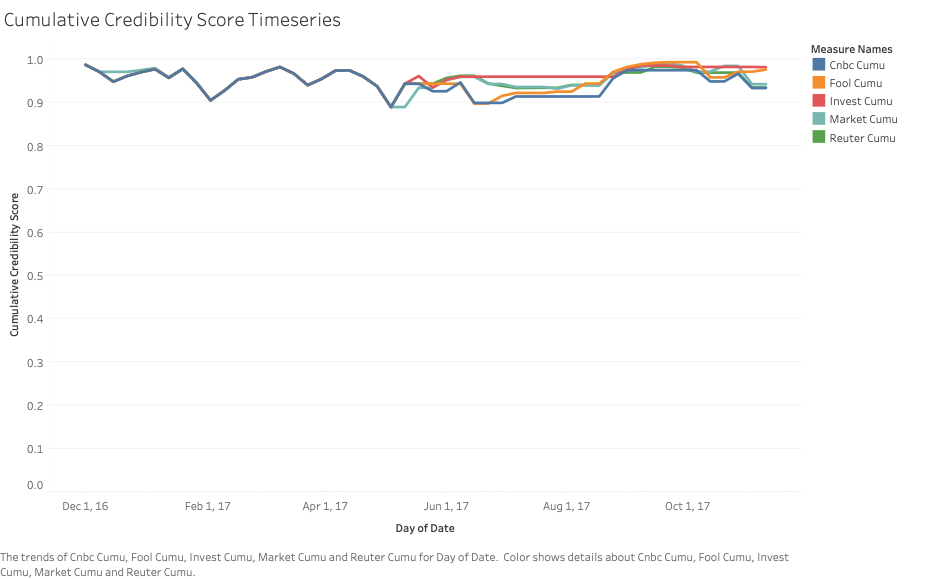 Cumulative Credibility Score Timeseries
Measure Names
Cnbc Cumu
Fool Cumu
Invest Cumu
Market Cumu
Reuter Cumu
Cumulative Credibility Score
1.0
0.9
0.8
0.7
0.6
0.5
0.4
0.3
0.2
0.1
0.0
Dec 1, 16
Feb 1, 17
Apr 1, 17
Jun 1, 17
Aug 1, 17
Oct 1, 17
Day of Date
The trends of Cnbc Cumu, Fool Cumu, Invest Cumu, Market Cumu and Reuter Cumu for Day of Date. Color shows details about Cnbc Cumu, Fool Cumu, Invest
Cumu, Market Cumu and Reuter Cumu.